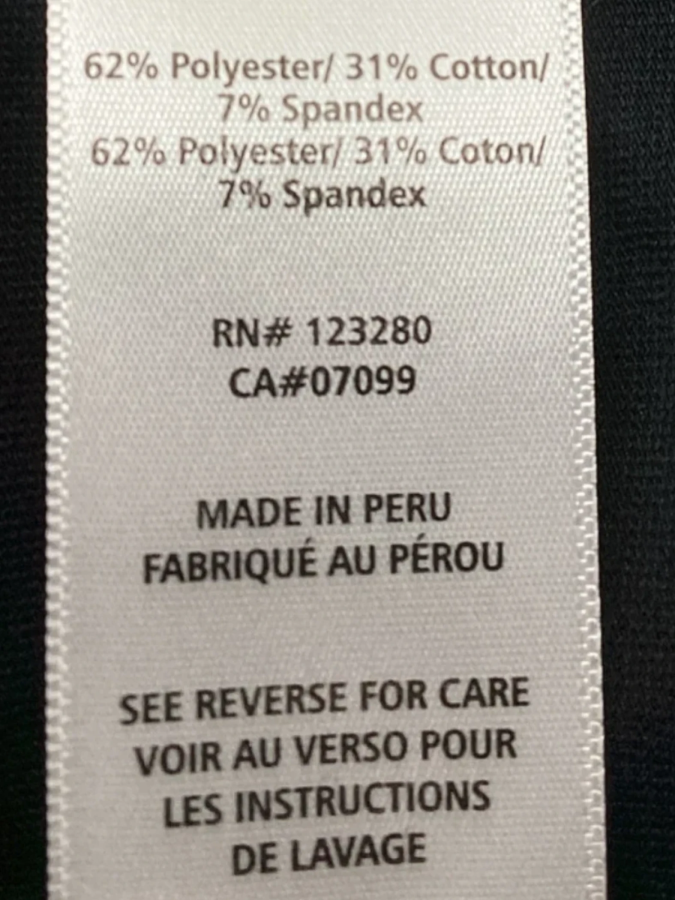 62% Polyester/ 31% Cotton/
7% Spandex
62% Polyester/ 31% Coton/
7% Spandex
RN# 123280
CA#07099
MADE IN PERU
FABRIQUÉ AU PÉROU
SEE REVERSE FOR CARE
VOIR AU VERSO POUR
LES INSTRUCTIONS
DE LAVAGE